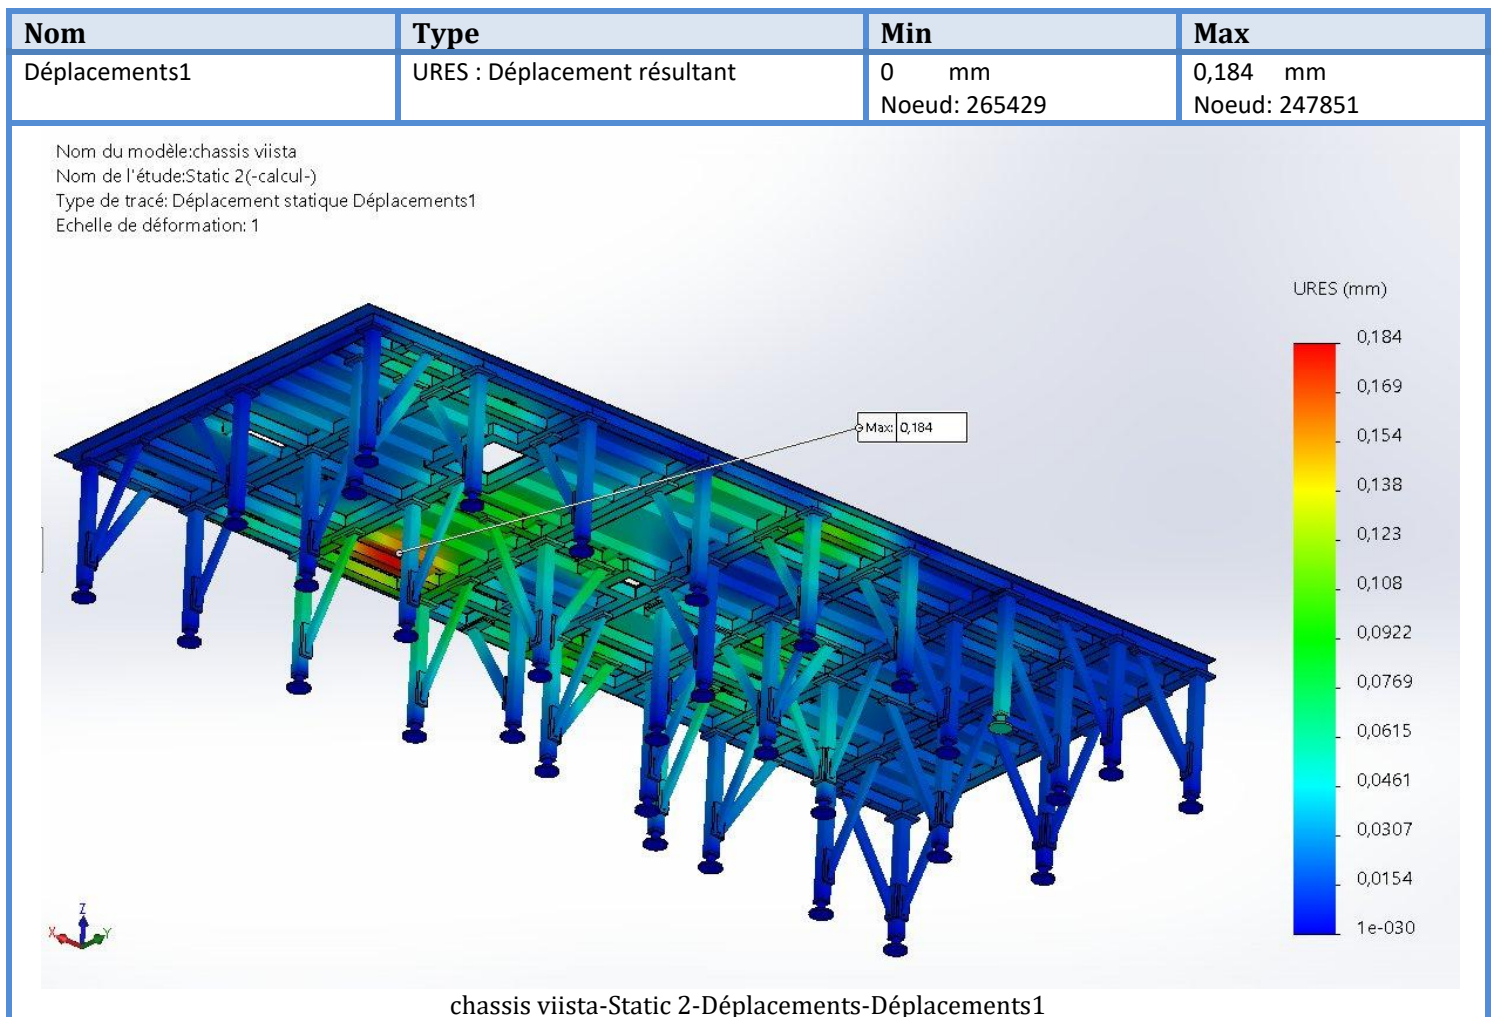 Nom Type Min Max
Déplacements1 URES : Déplacement résultant 0 mm 0,184 mm
Noeud: 265429 Noeud: 247851
Nom du modèle:chassis viista
Nom de l'étude:Static 2(-calcul-)
Type de tracé: Déplacement statique Déplacements1
Echelle de déformation: 1
URES (mm)
0,184
0,169
0,154
0,138
0,123
0,108
0,0922
0,0769
0,0615
0,0461
0,0307
0,0154
1e-030
Max: 0,184
Z
X
Y
chassis viista-Static 2-Déplacements-Déplacements1